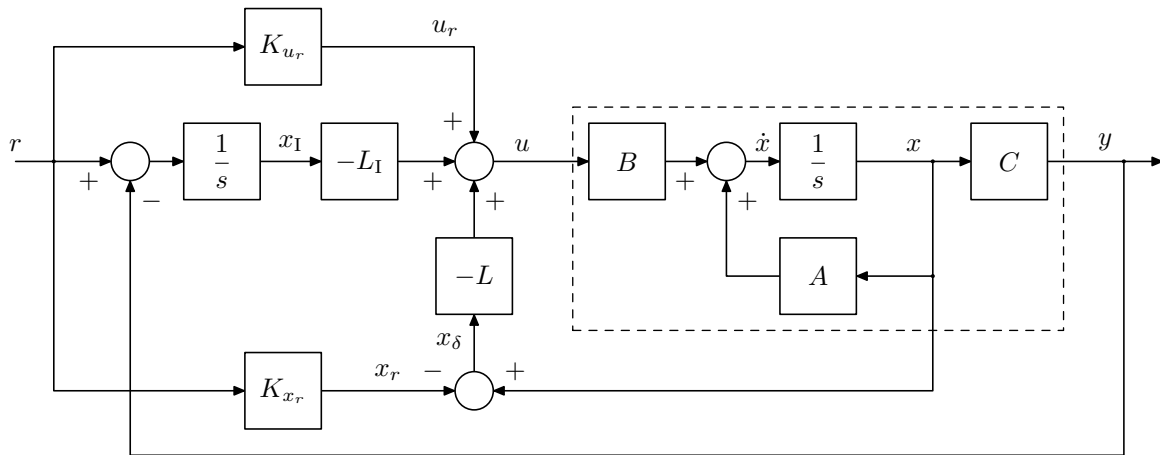 K_{u_r}
u_r
r
+
−
1/s
x_I
−L_I
+
+
+
u
B
+
+
ẋ
1/s
x
C
y
A
−L
x_δ
K_{x_r}
x_r
−
+